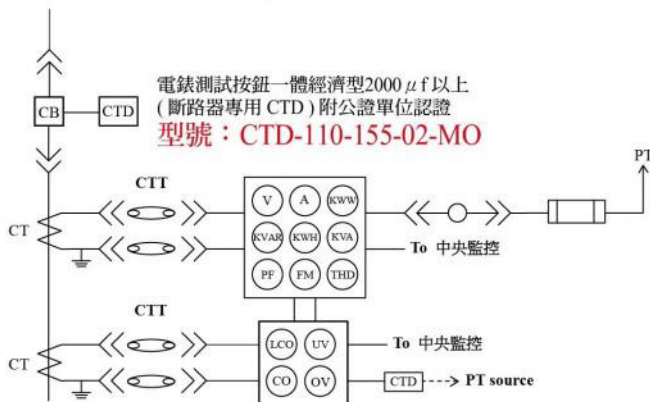 電錶測試按鈕一體經濟型2000μf以上
(斷路器專用 CTD)附公證單位認證
型號：CTD-110-155-02-MO
CB
CTD
PT
CTT
V
A
KWW
CT
KVAR
KWH
KVA
To 中央監控
PF
FM
THD
CTT
LCO
UV
To 中央監控
CT
CO
OV
CTD
PT source